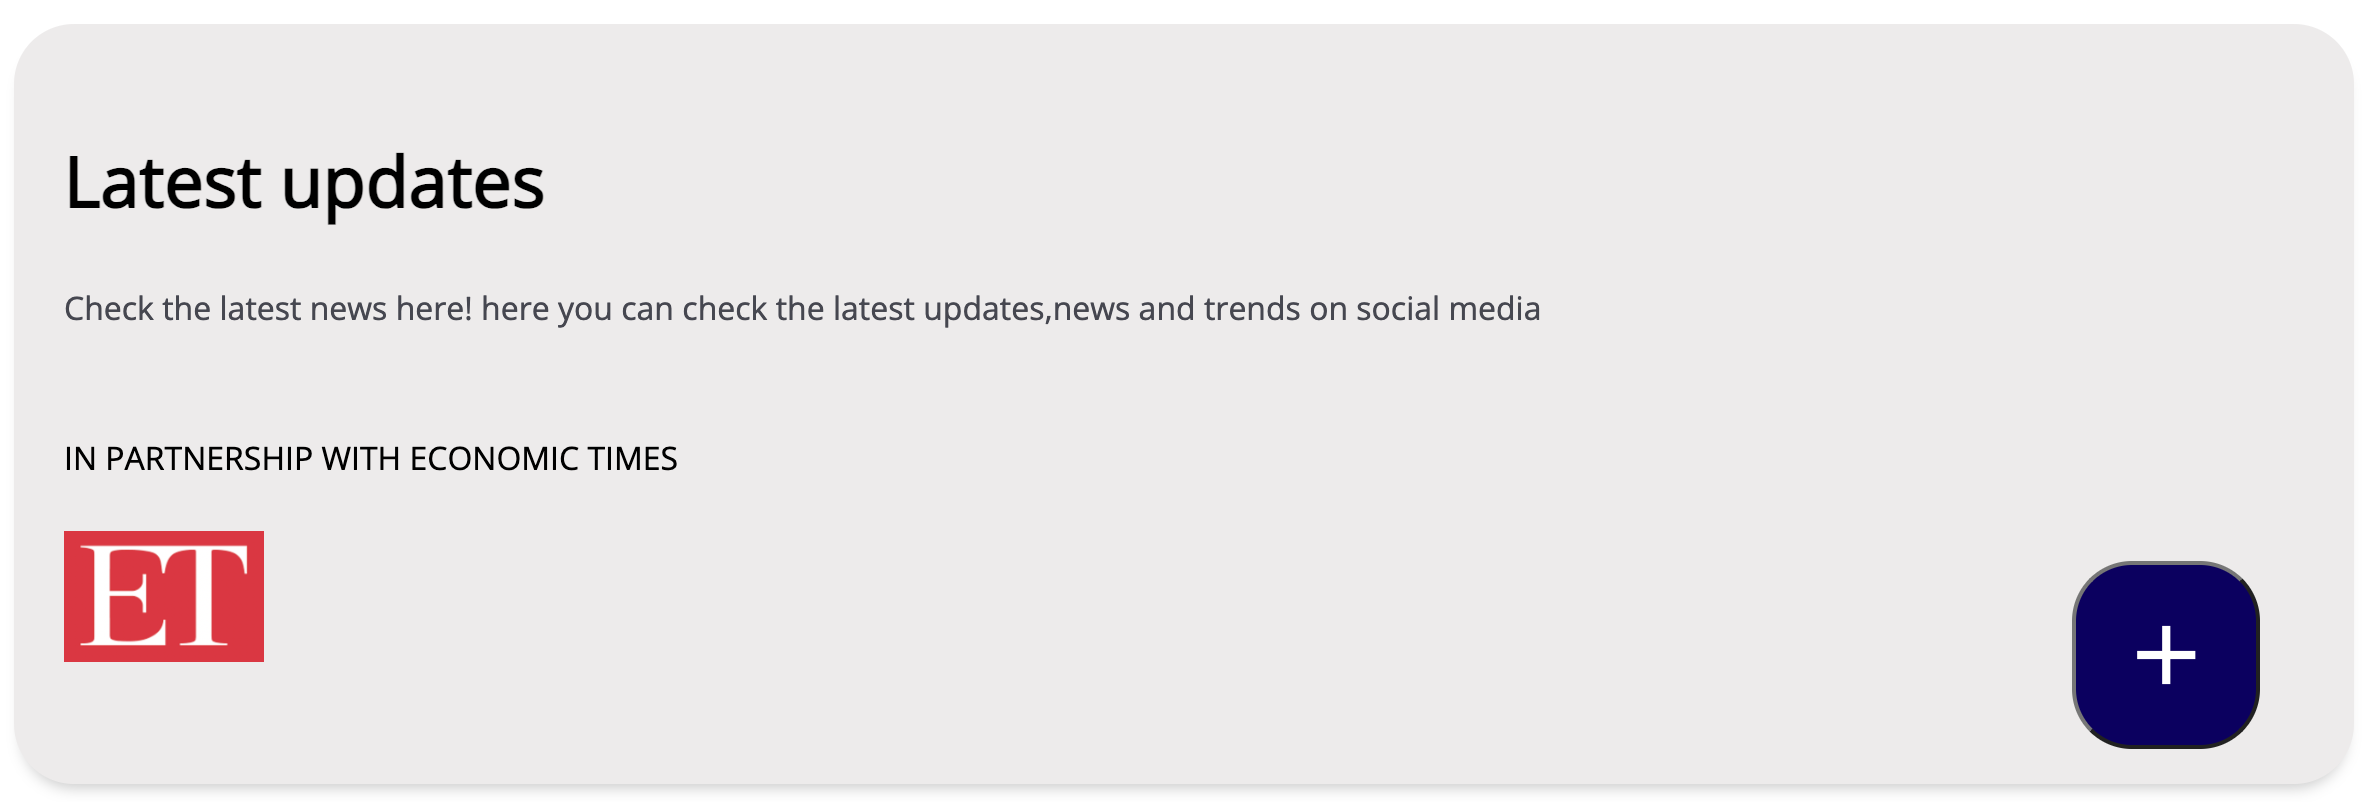 Latest updates
Check the latest news here! here you can check the latest updates,news and trends on social media
IN PARTNERSHIP WITH ECONOMIC TIMES
ET
+